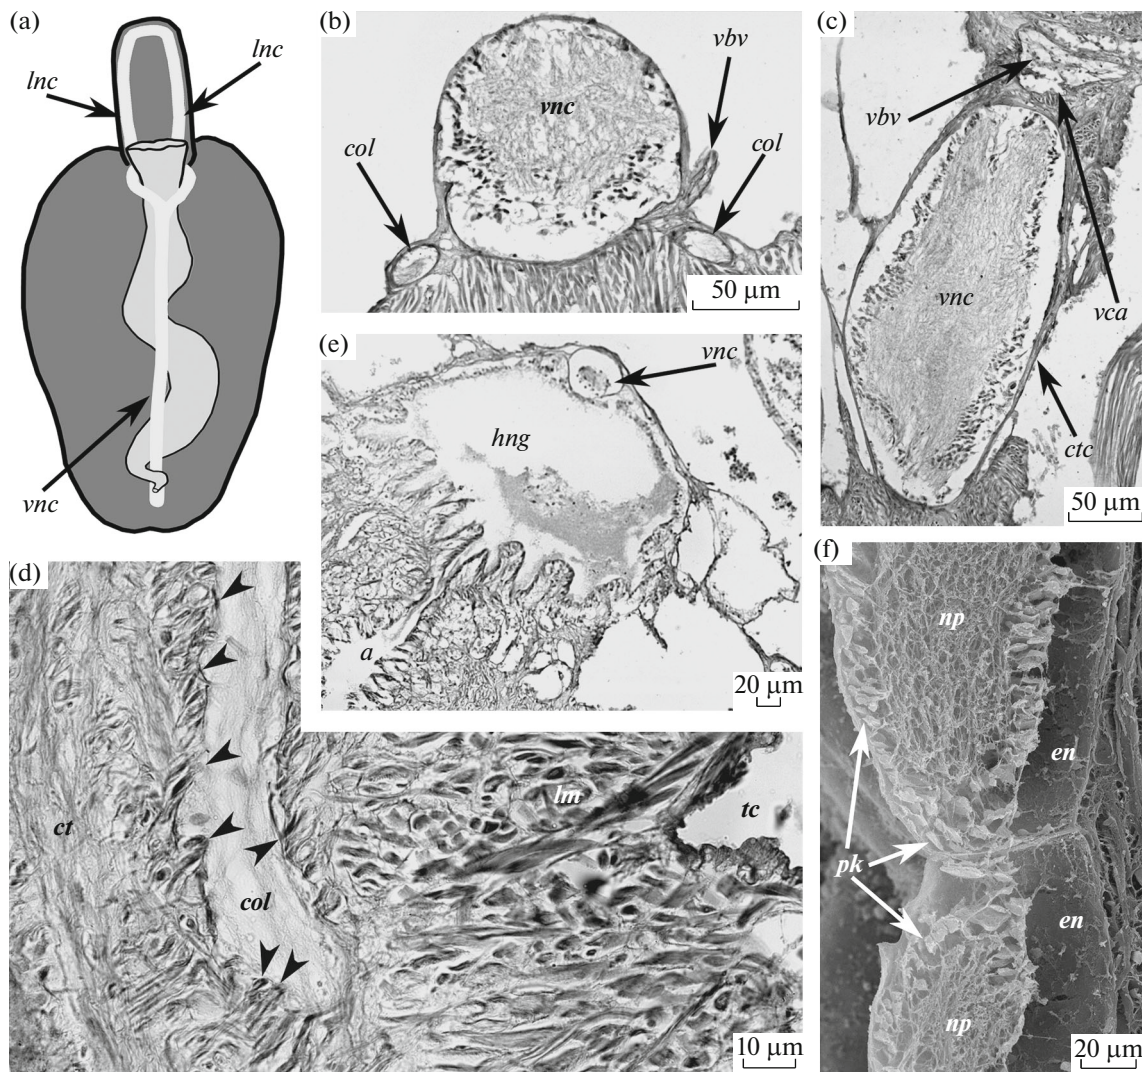 (a)
lnc
lnc
vnc
(b)
vnc
vbv
col
col
50 μm
(c)
vbv
vnc
vca
ctc
50 μm
(d)
ct
col
lm
tc
10 μm
(e)
vnc
hng
a
20 μm
(f)
np
en
pk
en
np
20 μm